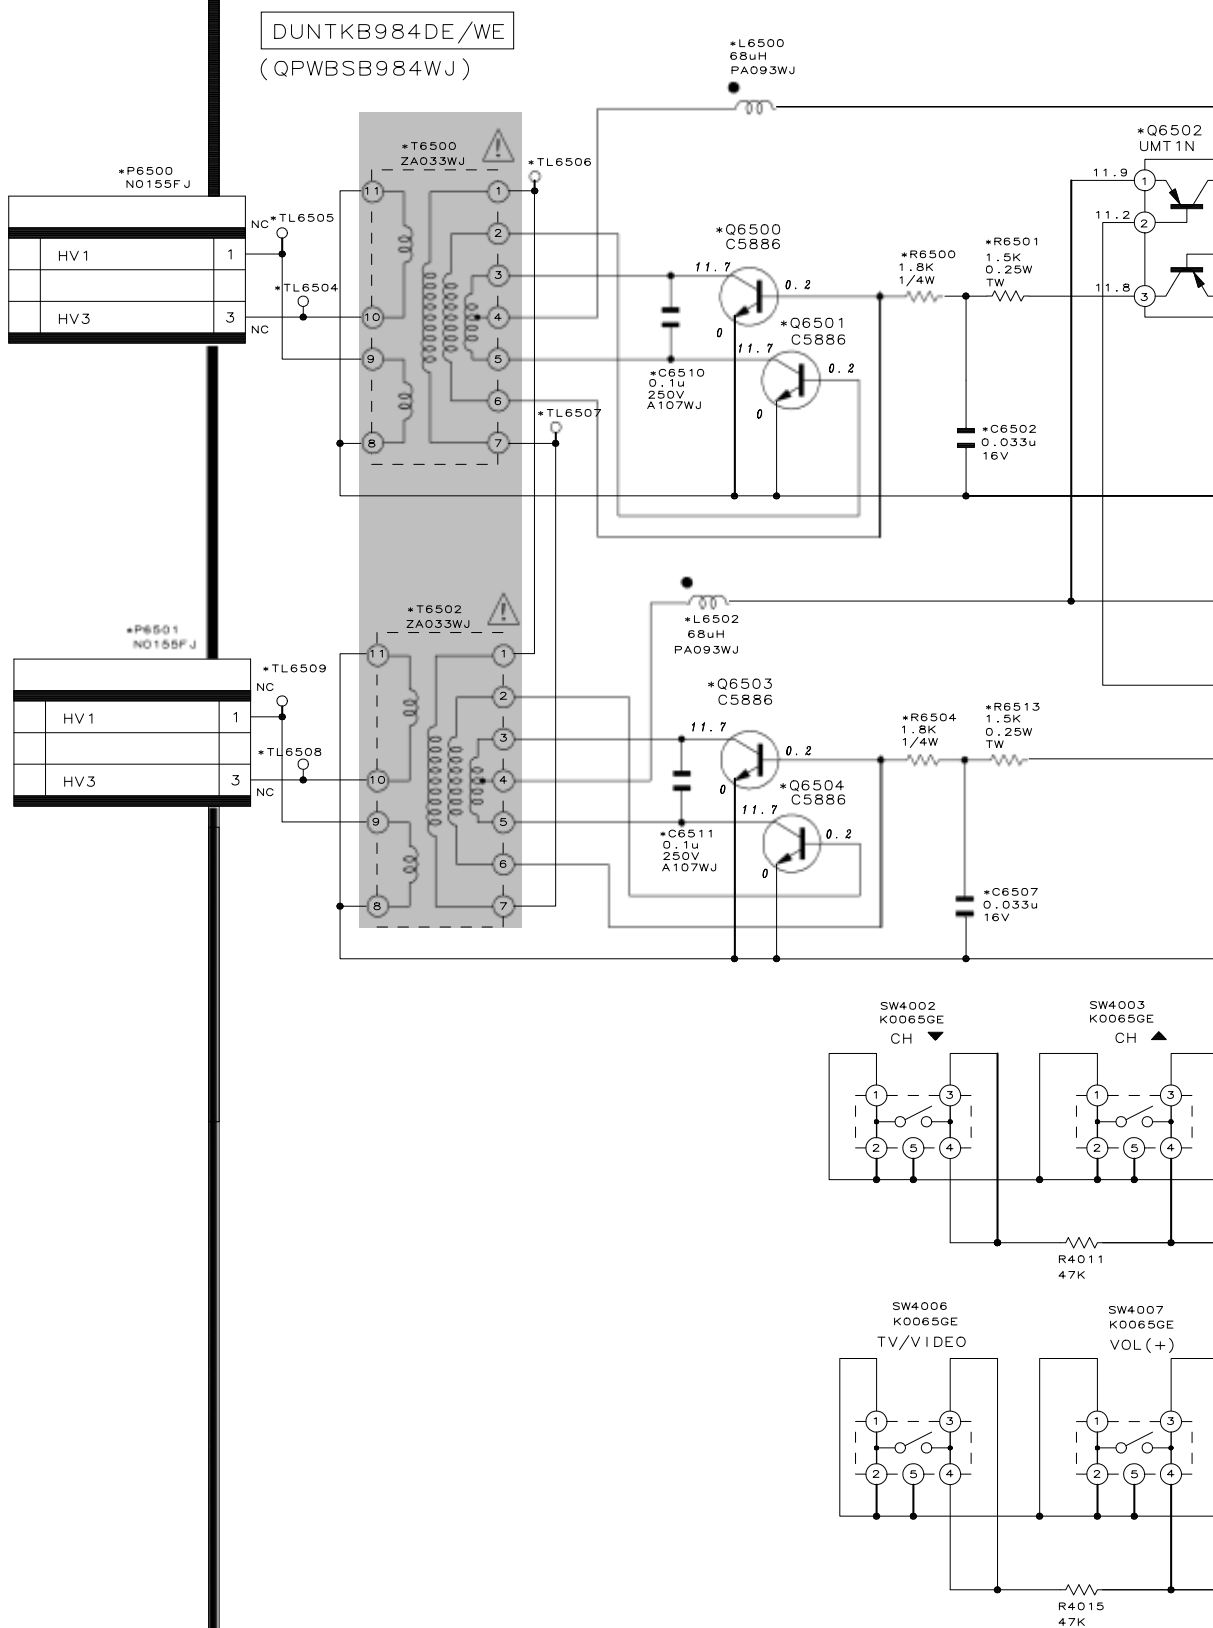 DUNTKB984DE/WE
(QPWBSB984WJ)
*L6500
68uH
PA093WJ
*T6500
ZA033WJ
*TL6506
*Q6502
UMT1N
*P6500
N0155FJ
11.9
1
11
1
NC
*TL6505
11.2
2
2
*Q6500
C5886
*R6500
1.8K
1/4W
*R6501
1.5K
0.25W
TW
HV1
1
3
11.7
0.2
*TL6504
11.8
3
HV3
3
NC
10
4
0
*Q6501
C5886
9
5
11.7
0.2
*C6510
0.1u
250V
A107WJ
6
*TL6507
0
8
7
*C6502
0.033u
16V
*T6502
ZA033WJ
*L6502
68uH
PA093WJ
*P6501
N0155FJ
11
1
*TL6509
NC
*Q6503
C5886
2
*R6504
1.8K
1/4W
*R6513
1.5K
0.25W
TW
HV1
1
3
11.7
0.2
*TL6508
HV3
3
NC
10
4
0
*Q6504
C5886
9
5
11.7
0.2
*C6511
0.1u
250V
A107WJ
6
0
8
7
*C6507
0.033u
16V
SW4002
K0065GE
CH ▼
SW4003
K0065GE
CH ▲
1
3
1
3
2
5
4
2
5
4
R4011
47K
SW4006
K0065GE
TV/VIDEO
SW4007
K0065GE
VOL(+)
1
3
1
3
2
5
4
2
5
4
R4015
47K